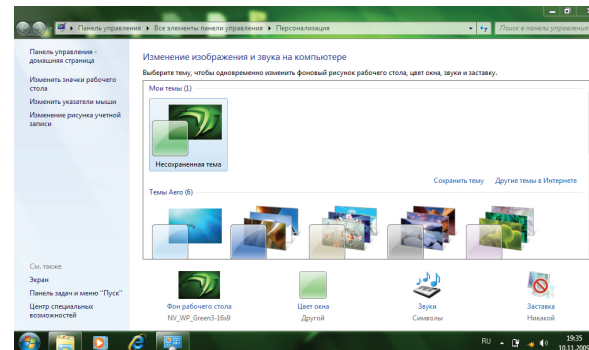 Панель управления ▸ Все элементы панели управления ▸ Персонализация
Поиск в панели управления
Панель управления -
домашняя страница
Изменить значки рабочего
стола
Изменить указатели мыши
Изменение рисунка учетной
записи
См. также
Экран
Панель задач и меню "Пуск"
Центр специальных
возможностей
Изменение изображения и звука на компьютере
Выберите тему, чтобы одновременно изменить фоновый рисунок рабочего стола, цвет окна, звуки и заставку.
Мои темы (1)
Несохраненная тема
Сохранить тему Другие темы в Интернете
Темы Aero (6)
Фон рабочего стола
NV_WP_Green3-16x9
Цвет окна
Другой
Звуки
Символы
Заставка
Никакой
RU
19:35
10.11.2009